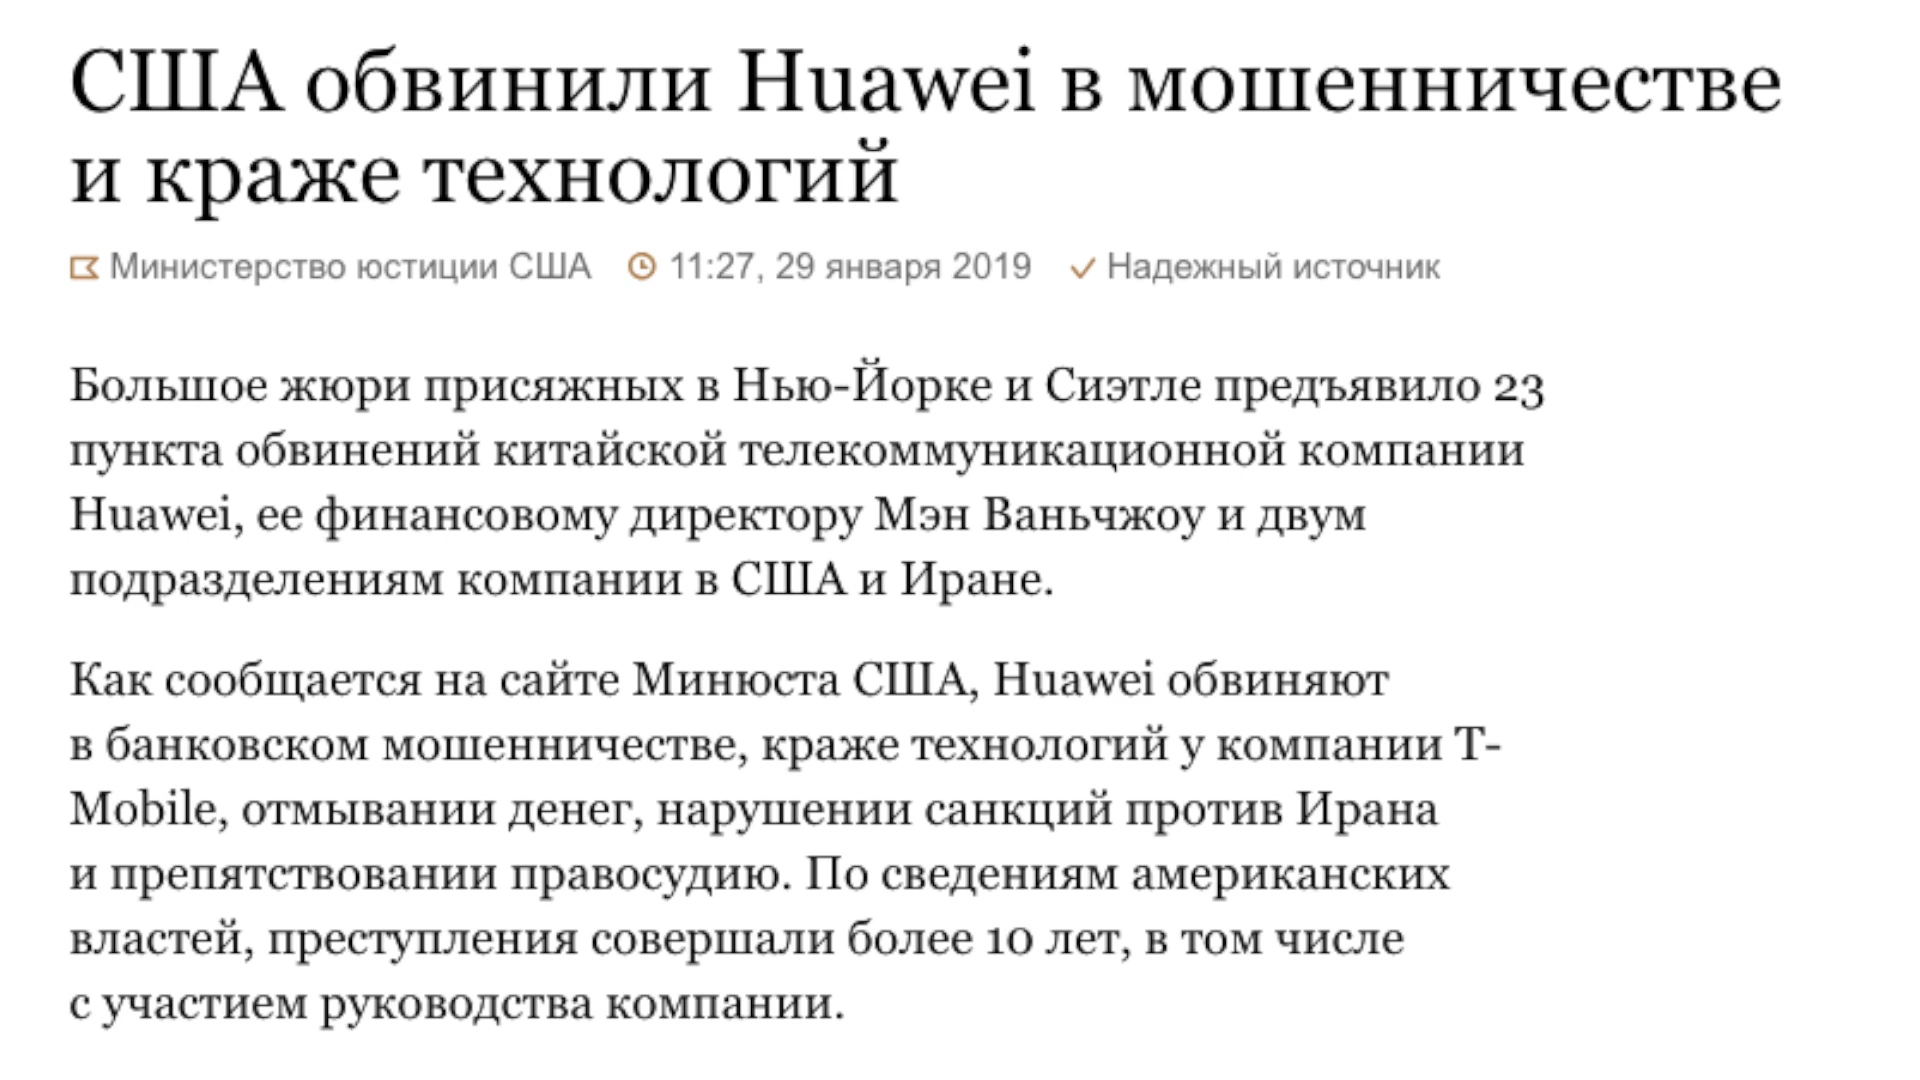 США обвинили Huawei в мошенничестве
и краже технологий
Министерство юстиции США 11:27, 29 января 2019 Надежный источник
Большое жюри присяжных в Нью-Йорке и Сиэтле предъявило 23
пункта обвинений китайской телекоммуникационной компании
Huawei, ее финансовому директору Мэн Ваньчжоу и двум
подразделениям компании в США и Иране.
Как сообщается на сайте Минюста США, Huawei обвиняют
в банковском мошенничестве, краже технологий у компании T-
Mobile, отмывании денег, нарушении санкций против Ирана
и препятствовании правосудию. По сведениям американских
властей, преступления совершали более 10 лет, в том числе
с участием руководства компании.